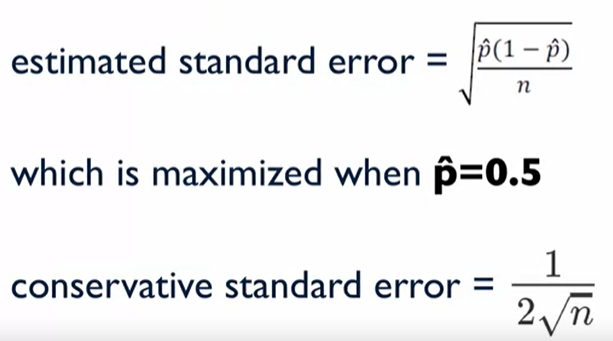 estimated standard error = √(p̂(1 − p̂)/n)
which is maximized when p̂=0.5
conservative standard error = 1/(2√n)